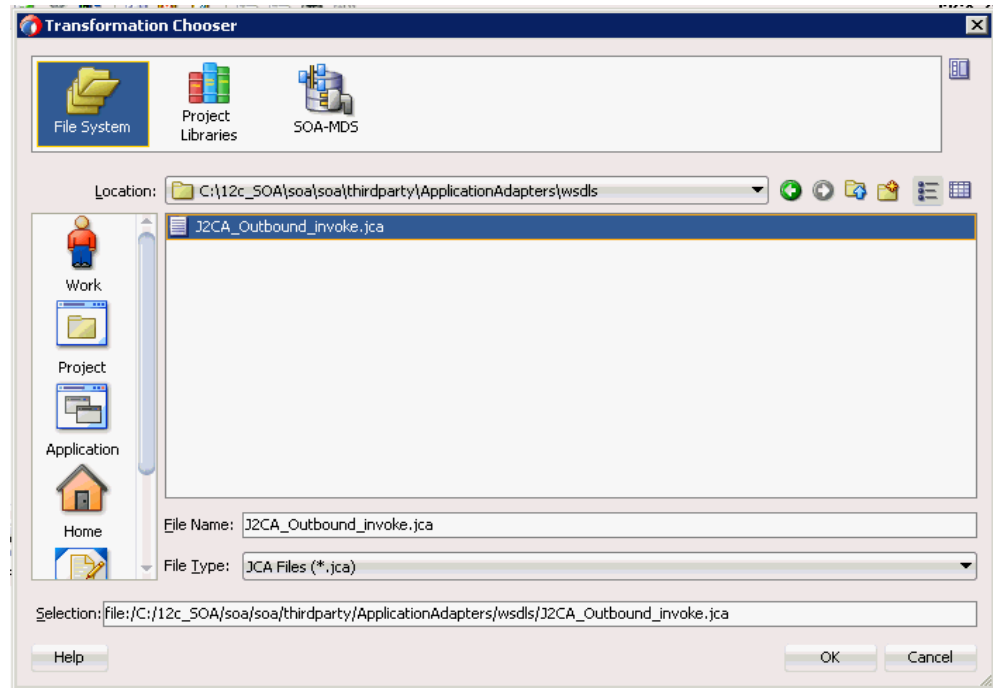 Transformation Chooser
File System
Project
Libraries
SOA-MDS
Location:
C:\12c_SOA\soa\soa\thirdparty\ApplicationAdapters\wsdls
J2CA_Outbound_invoke.jca
Work
Project
Application
Home
File Name:
J2CA_Outbound_invoke.jca
File Type:
JCA Files (*.jca)
Selection:
file:/C:/12c_SOA/soa/soa/thirdparty/ApplicationAdapters/wsdls/J2CA_Outbound_invoke.jca
Help
OK
Cancel